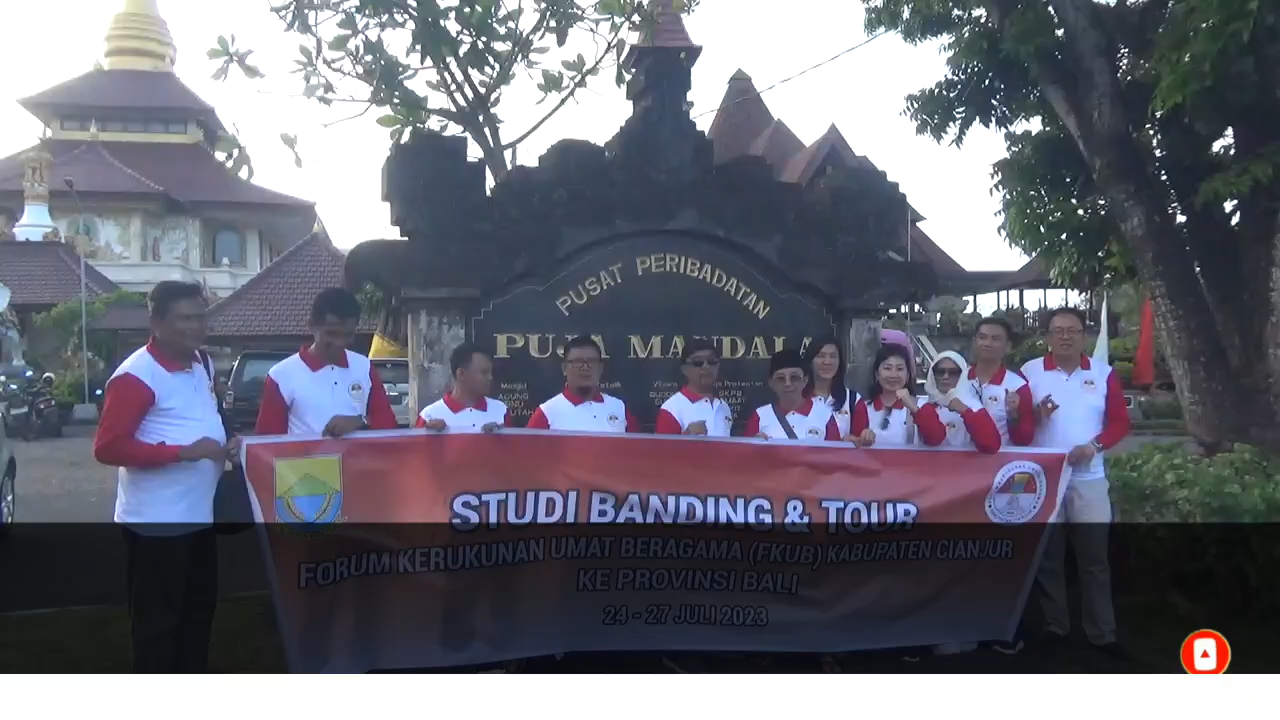 PUSAT PERIBADATAN
PUJA MANDALA
STUDI BANDING & TOUR
FORUM KERUKUNAN UMAT BERAGAMA (FKUB) KABUPATEN CIANJUR
KE PROVINSI BALI
24 - 27 JULI 2023